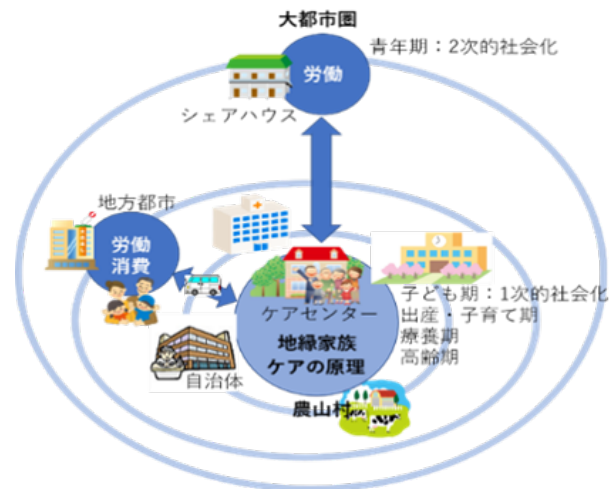 大都市圏
青年期：2次的社会化
労働
シェアハウス
地方都市
労働
消費
子ども期：1次的社会化
出産・子育て期
療養期
高齢期
ケアセンター
地縁家族
ケアの原理
自治体
農山村